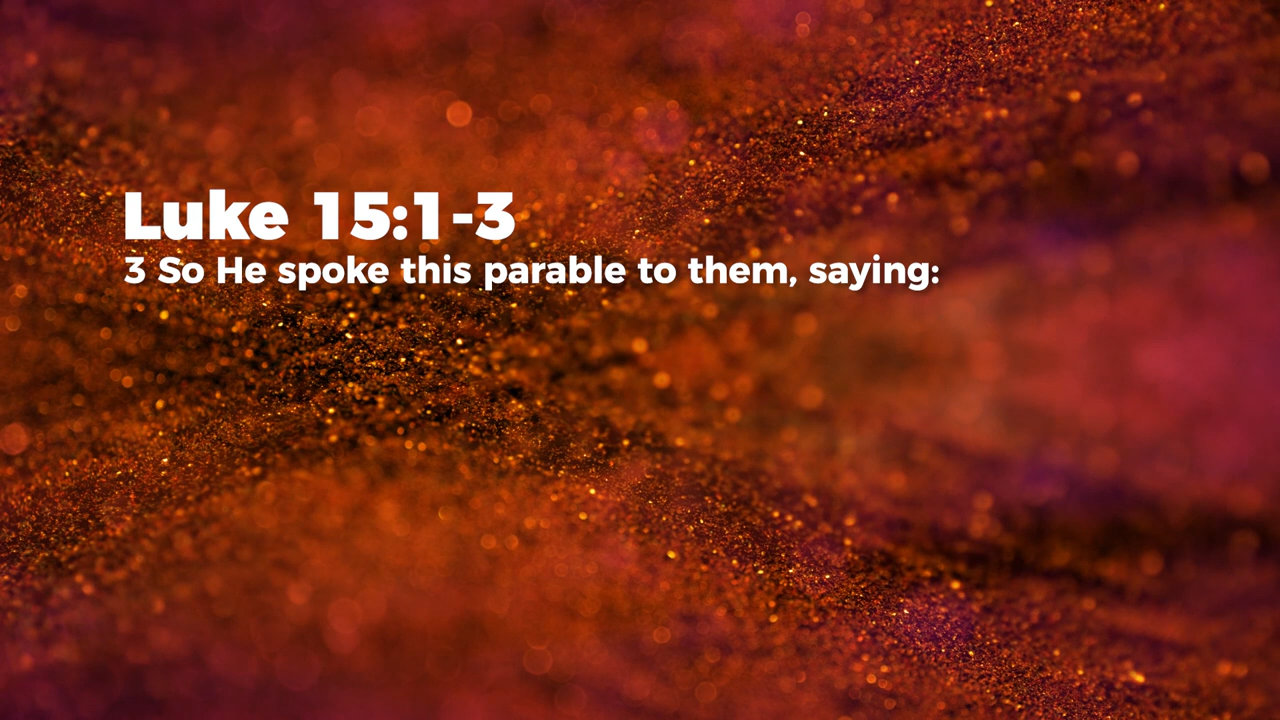 Luke 15:1-3
3 So He spoke this parable to them, saying: